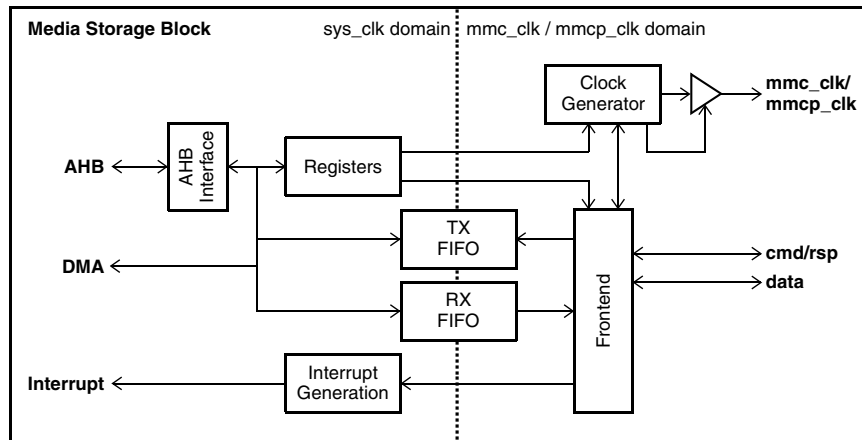 Media Storage Block
sys_clk domain
mmc_clk / mmcp_clk domain
Clock
Generator
mmc_clk/
mmcp_clk
AHB
AHB
Interface
Registers
TX
FIFO
DMA
cmd/rsp
data
RX
FIFO
Frontend
Interrupt
Interrupt
Generation